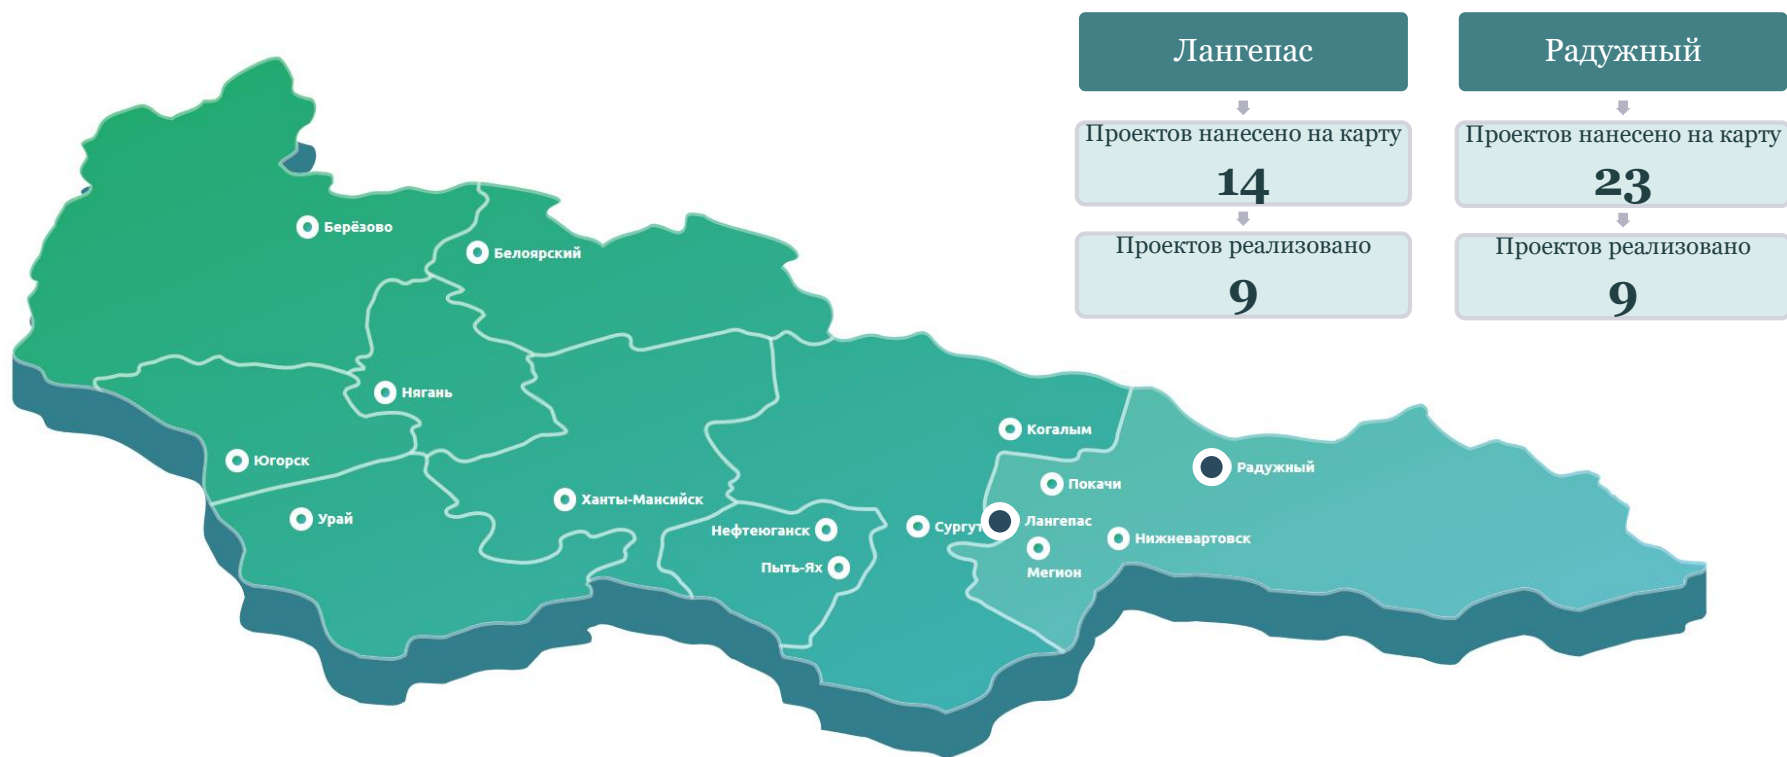 Лангепас
Проектов нанесено на карту
14
Проектов реализовано
9
Радужный
Проектов нанесено на карту
23
Проектов реализовано
9
Берёзово
Белоярский
Нягань
Югорск
Урай
Ханты-Мансийск
Нефтеюганск
Пыть-Ях
Сургут
Когалым
Покачи
Лангепас
Мегион
Радужный
Нижневартовск